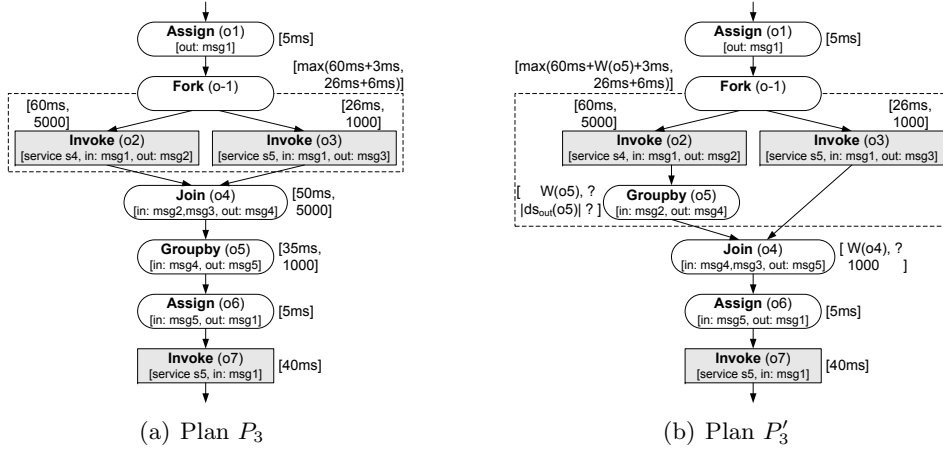 Assign (o1)
[out: msg1]
[5ms]
[max(60ms+3ms,
26ms+6ms)]
Fork (o-1)
[60ms,
5000]
[26ms,
1000]
Invoke (o2)
[service s4, in: msg1, out: msg2]
Invoke (o3)
[service s5, in: msg1, out: msg3]
Join (o4)
[in: msg2,msg3, out: msg4]
[50ms,
5000]
Groupby (o5)
[in: msg4, out: msg5]
[35ms,
1000]
Assign (o6)
[in: msg5, out: msg1]
[5ms]
Invoke (o7)
[service s5, in: msg1]
[40ms]
(a) Plan P3
Assign (o1)
[out: msg1]
[5ms]
[max(60ms+W(o5)+3ms,
26ms+6ms)]
Fork (o-1)
[60ms,
5000]
[26ms,
1000]
Invoke (o2)
[service s4, in: msg1, out: msg2]
Invoke (o3)
[service s5, in: msg1, out: msg3]
[ W(o5), ?
|dsout(o5)| ? ]
Groupby (o5)
[in: msg2, out: msg4]
Join (o4)
[in: msg4,msg3, out: msg5]
[ W(o4), ?
1000 ]
Assign (o6)
[in: msg5, out: msg1]
[5ms]
Invoke (o7)
[service s5, in: msg1]
[40ms]
(b) Plan P′3